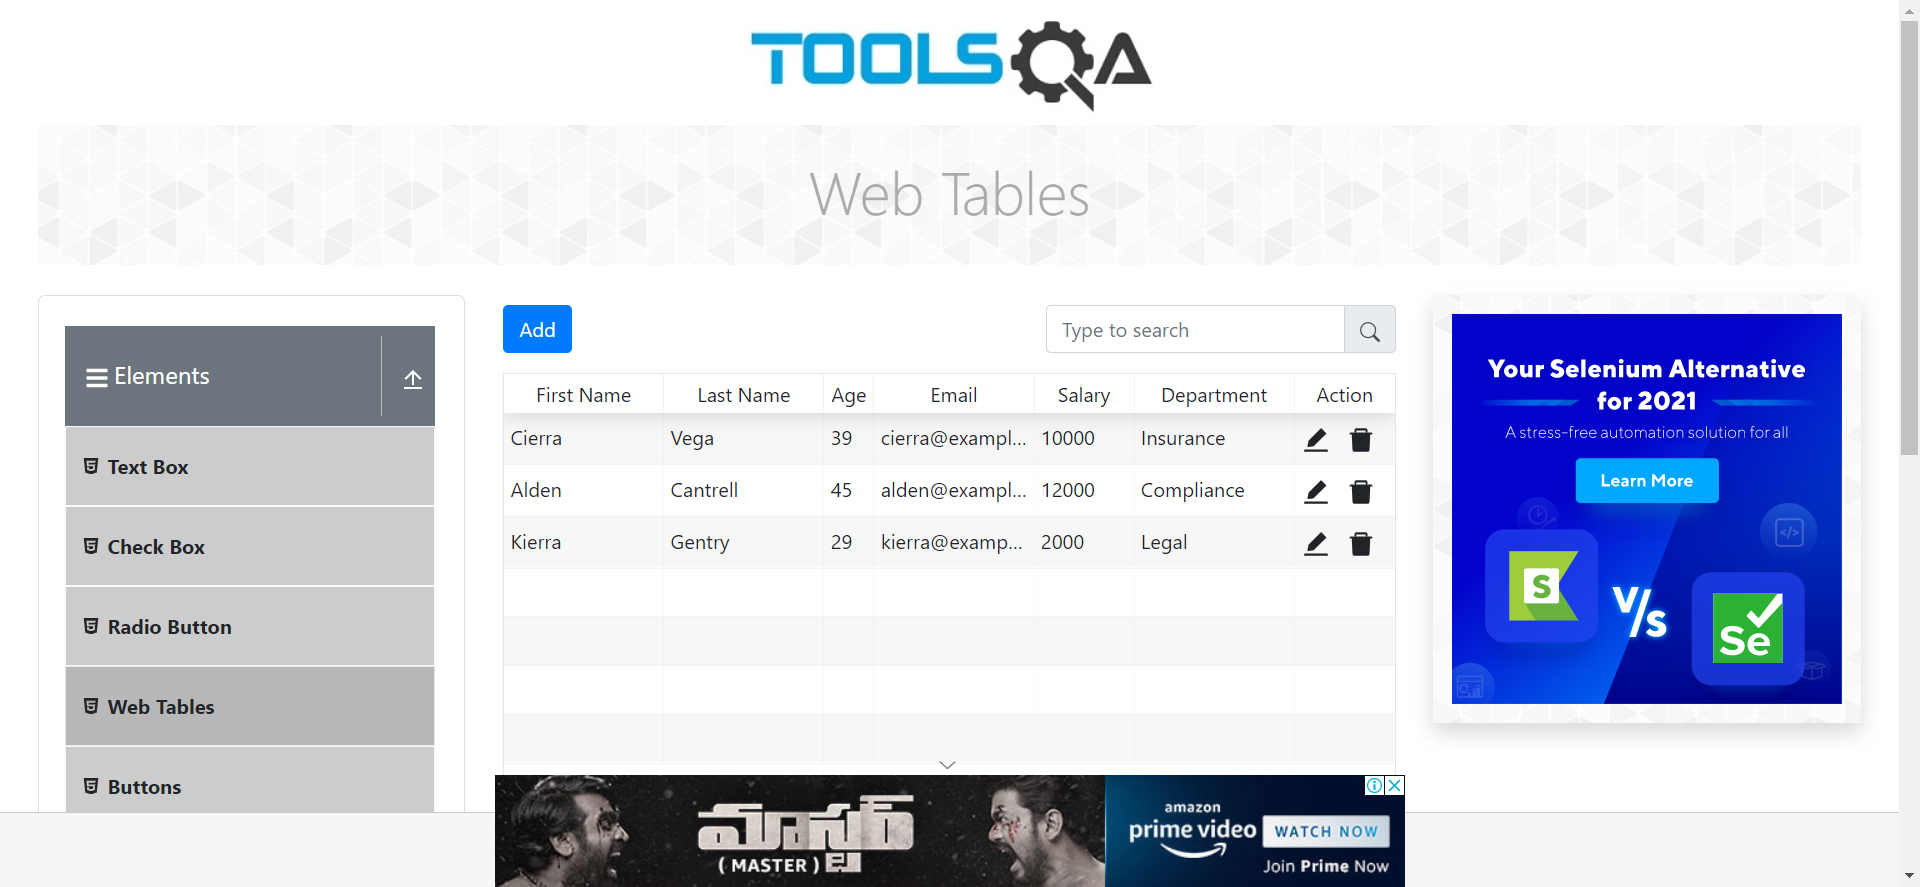 TOOLSQA
Web Tables
Elements
Text Box
Check Box
Radio Button
Web Tables
Buttons
Add
Type to search
First Name Last Name Age Email Salary Department Action
Cierra Vega 39 cierra@exampl... 10000 Insurance
Alden Cantrell 45 alden@exampl... 12000 Compliance
Kierra Gentry 29 kierra@examp... 2000 Legal
Your Selenium Alternative
for 2021
A stress-free automation solution for all
Learn More
S
V/s
Se
మాస్టర్
( MASTER )
amazon
prime video
WATCH NOW
Join Prime Now